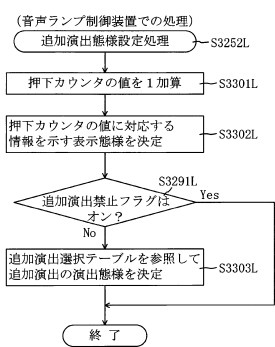 (音声ランプ制御装置での処理)
追加演出態様設定処理
S3252L
押下カウンタの値を1加算
S3301L
押下カウンタの値に対応する
情報を示す表示態様を決定
S3302L
S3291L
追加演出禁止フラグは
オン?
Yes
No
追加演出選択テーブルを参照して
追加演出の演出態様を決定
S3303L
終了